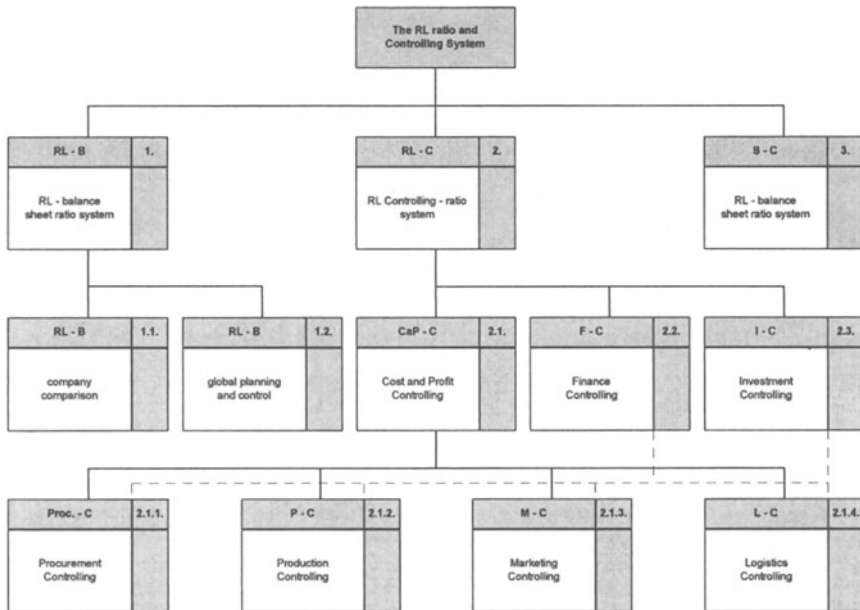 The RL ratio and
Controlling System
RL - B 1.
RL - C 2.
S - C 3.
RL - balance
sheet ratio system
RL Controlling - ratio
system
RL - balance
sheet ratio system
RL - B 1.1.
RL - B 1.2.
CaP - C 2.1.
F - C 2.2.
I - C 2.3.
company
comparison
global planning
and control
Cost and Profit
Controlling
Finance
Controlling
Investment
Controlling
Proc. - C 2.1.1.
P - C 2.1.2.
M - C 2.1.3.
L - C 2.1.4.
Procurement
Controlling
Production
Controlling
Marketing
Controlling
Logistics
Controlling